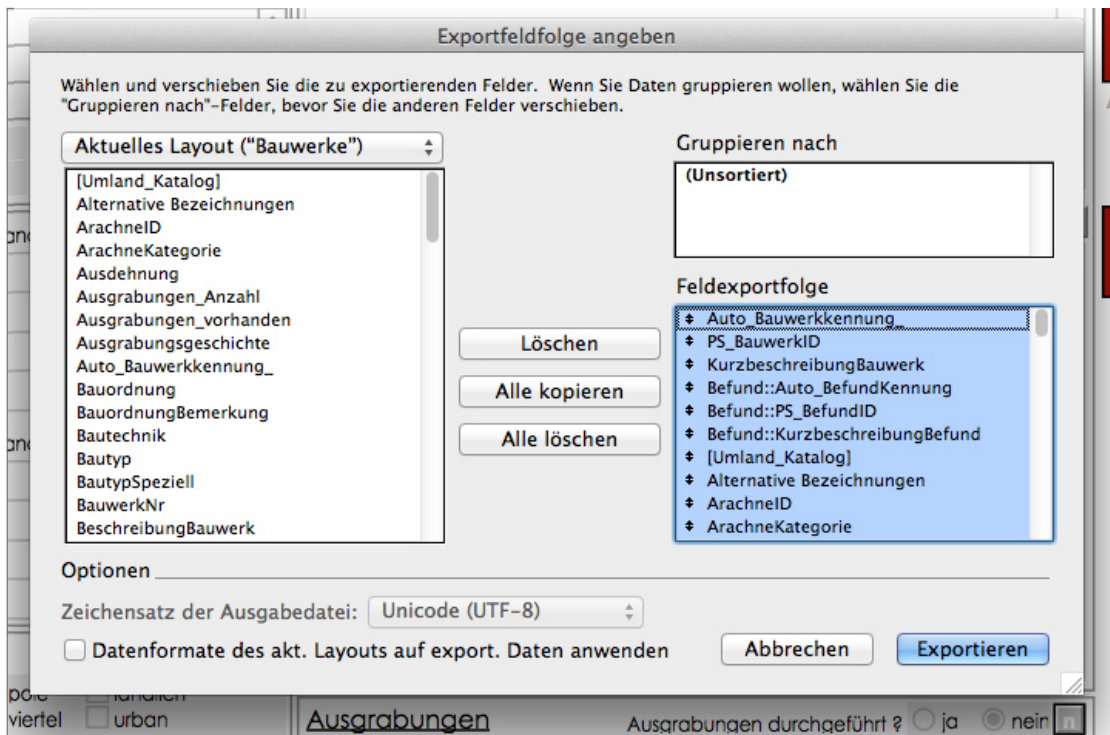 Exportfeldfolge angeben
Wählen und verschieben Sie die zu exportierenden Felder. Wenn Sie Daten gruppieren wollen, wählen Sie die
"Gruppieren nach"-Felder, bevor Sie die anderen Felder verschieben.
Aktuelles Layout (“Bauwerke”)
[Umland_Katalog]
Alternative Bezeichnungen
ArachneID
ArachneKategorie
Ausdehnung
Ausgrabungen_Anzahl
Ausgrabungen_vorhanden
Ausgrabungsgeschichte
Auto_Bauwerkkennung_
Bauordnung
BauordnungBemerkung
Bautechnik
Bautyp
BautypSpeziell
BauwerkNr
BeschreibungBauwerk
Löschen
Alle kopieren
Alle löschen
Gruppieren nach
(Unsortiert)
Feldexportfolge
Auto_Bauwerkkennung_
PS_BauwerkID
KurzbeschreibungBauwerk
Befund::Auto_BefundKennung
Befund::PS_BefundID
Befund::KurzbeschreibungBefund
[Umland_Katalog]
Alternative Bezeichnungen
ArachneID
ArachneKategorie
Optionen
Zeichensatz der Ausgabedatei: Unicode (UTF-8)
Datenformate des akt. Layouts auf export. Daten anwenden
Abbrechen
Exportieren
viertel urban
Ausgrabungen
Ausgrabungen durchgeführt ? ja nein n